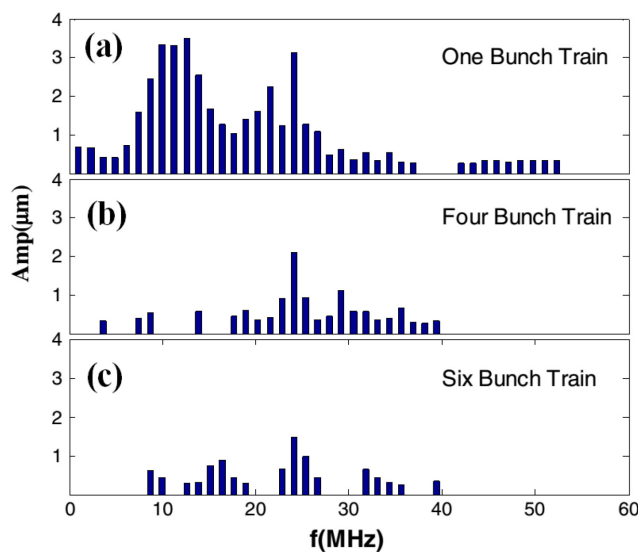 4
(a)
One Bunch Train
3
2
1
4
(b)
Four Bunch Train
3
2
1
Amp(μm)
4
(c)
Six Bunch Train
3
2
1
0 10 20 30 40 50 60
f(MHz)